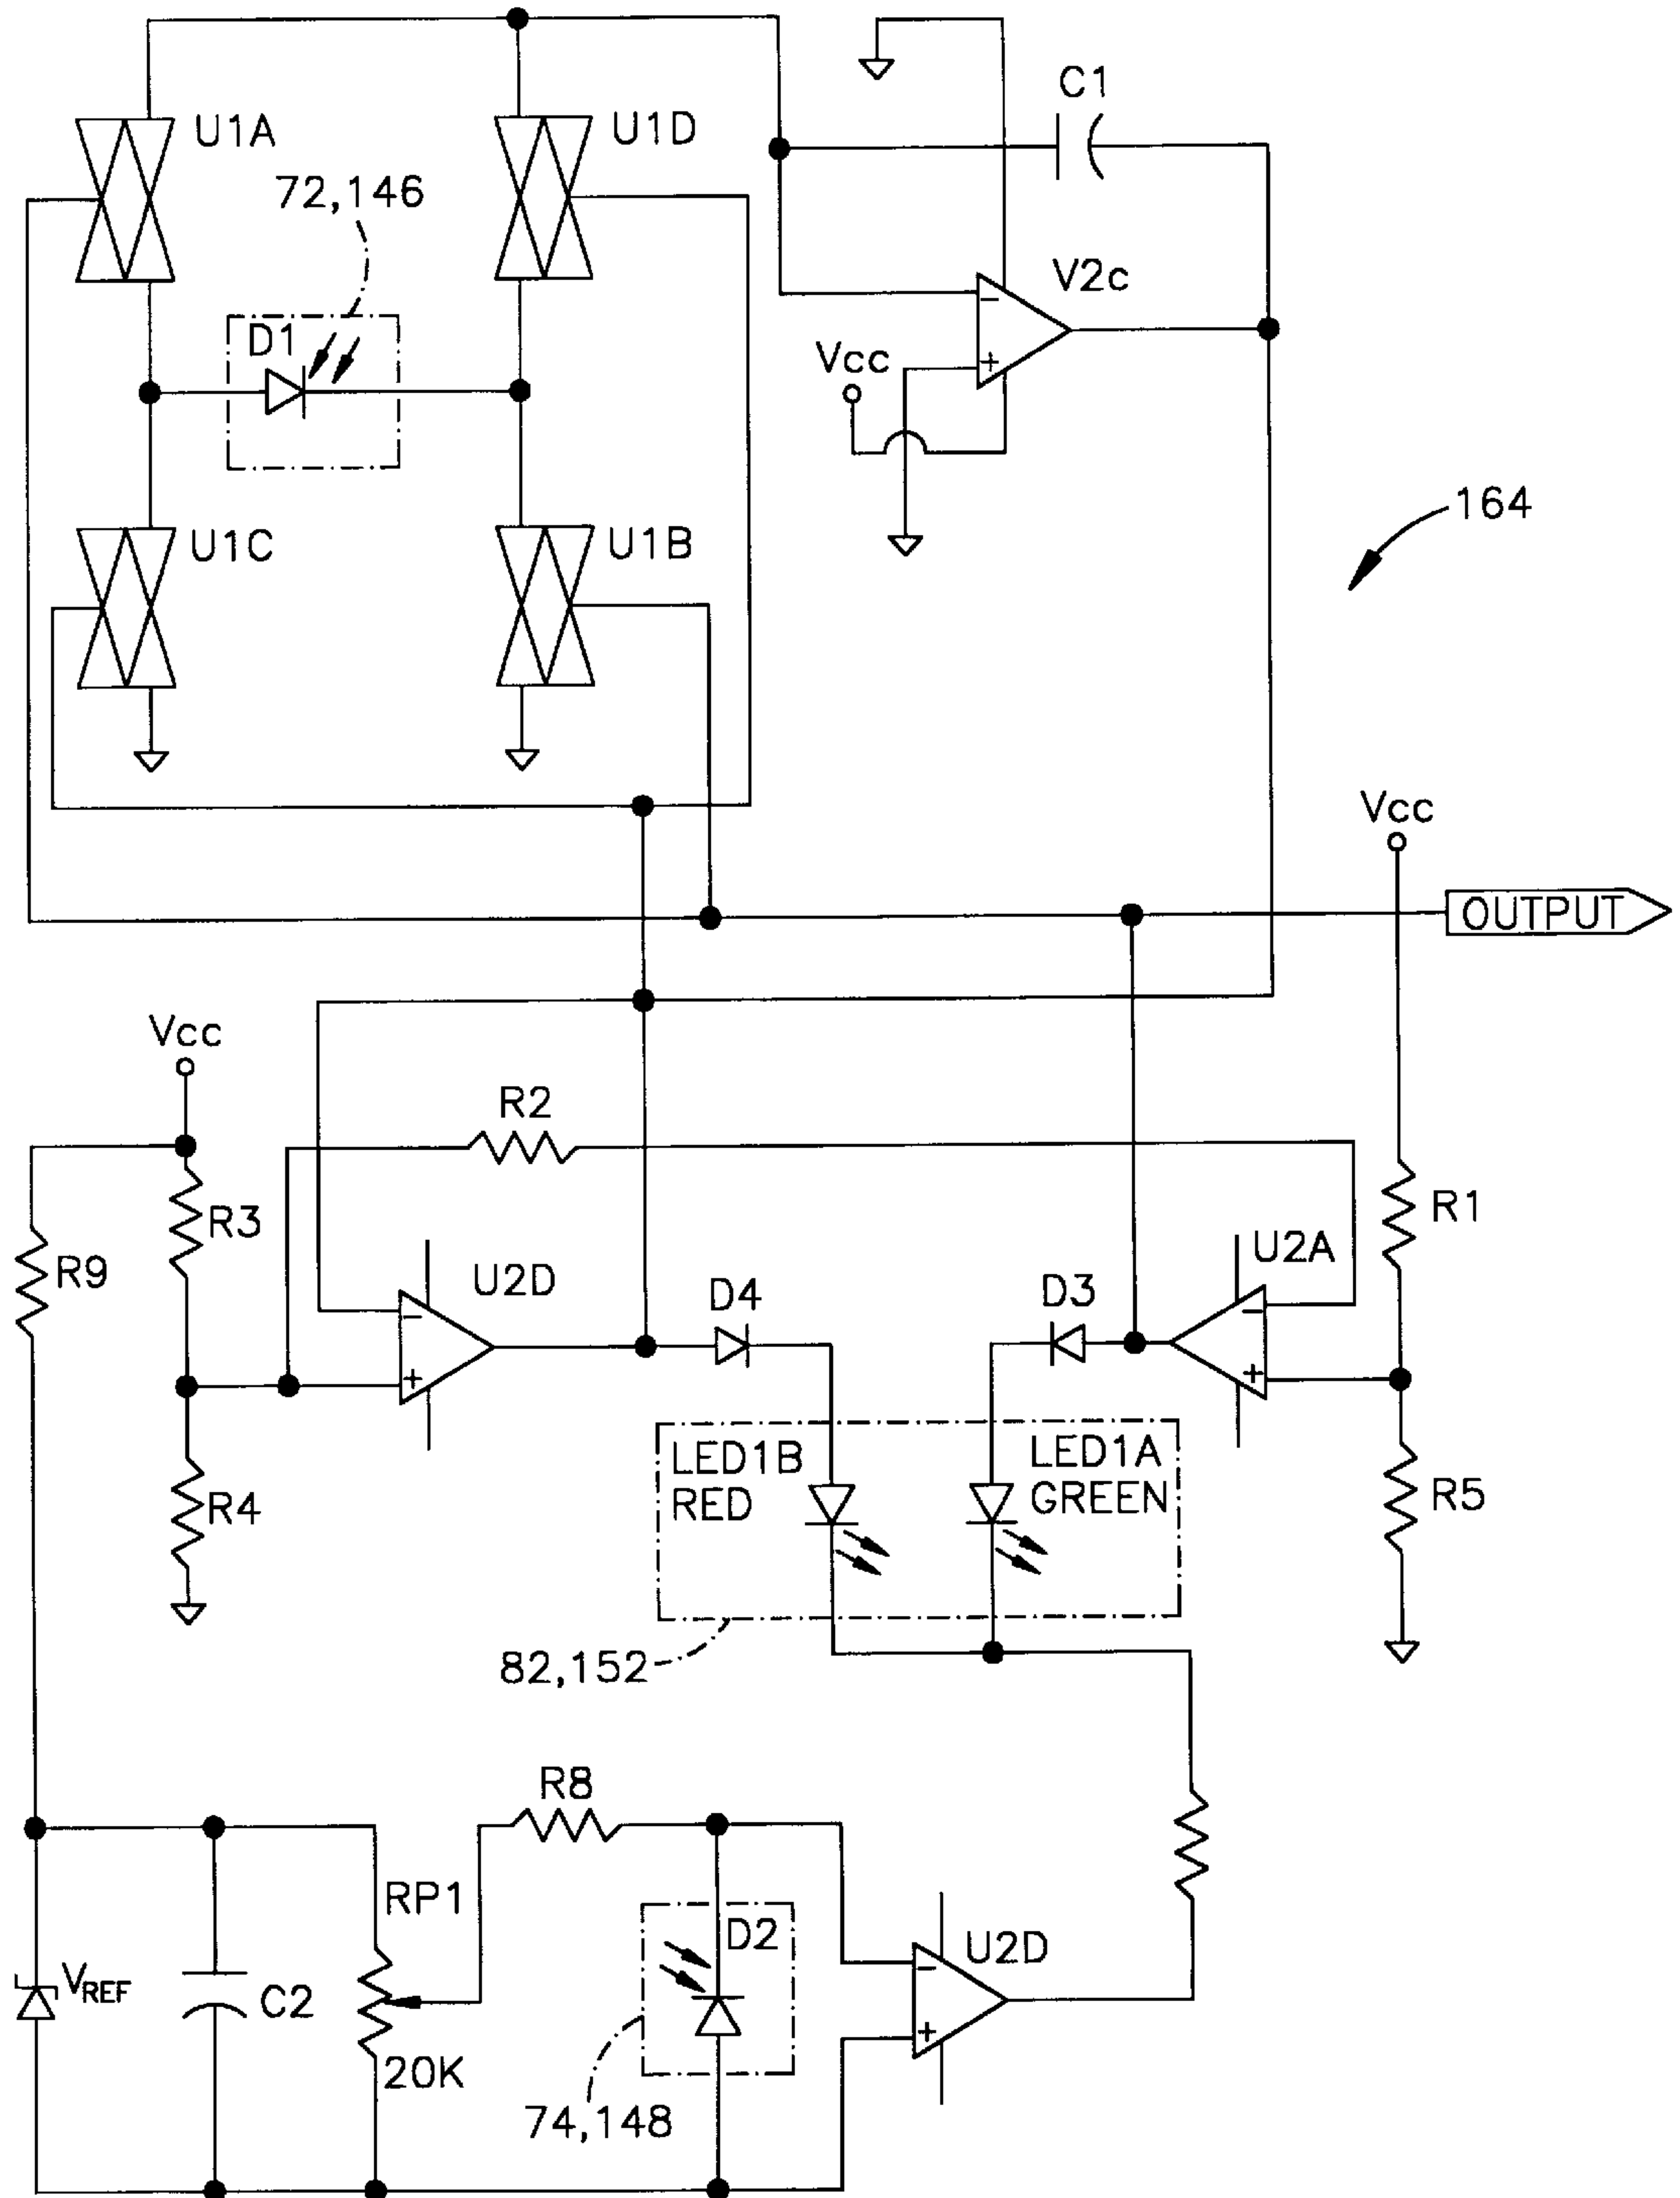 U1A
U1D
C1
72,146
V2c
D1
Vcc
-
+
U1C
U1B
164
Vcc
OUTPUT
Vcc
R2
R3
R9
R1
U2D
D4
D3
U2A
-
+
-
+
R4
LED1B
RED
LED1A
GREEN
R5
82,152
R8
RP1
VREF
C2
20K
D2
U2D
-
+
74,148